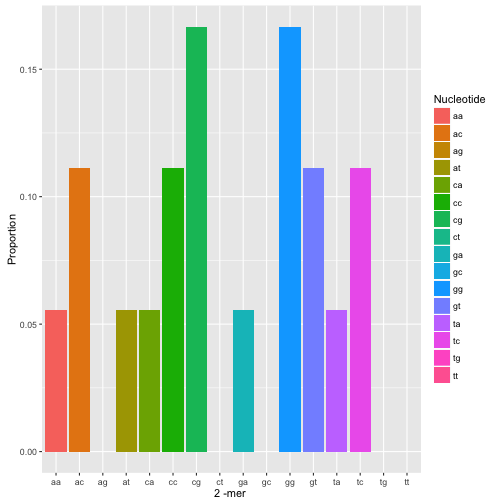 Proportion
0.15
0.10
0.05
0.00
aa ac ag at ca cc cg ct ga gc gg gt ta tc tg tt
2 -mer
Nucleotide
aa
ac
ag
at
ca
cc
cg
ct
ga
gc
gg
gt
ta
tc
tg
tt